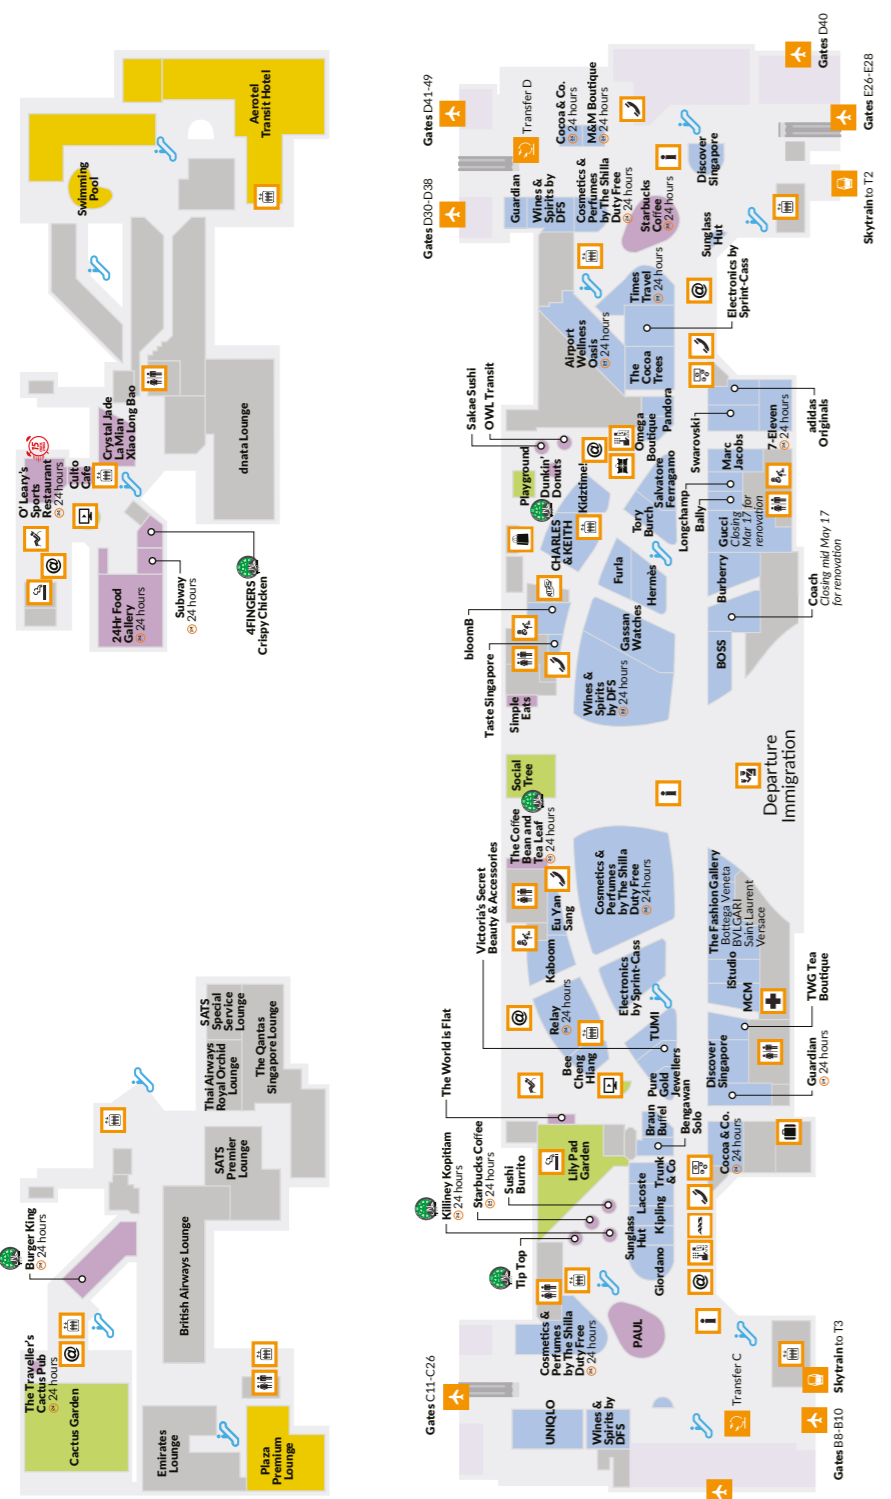 The Traveller's
Cactus Pub
24 hours
Cactus Garden
Burger King
24 hours
British Airways Lounge
Emirates
Lounge
Plaza
Premium
Lounge
SATS
Premier
Lounge
Thai Airways
Royal Orchid
Lounge
SATS
Special
Service
Lounge
The Qantas
Singapore Lounge
O'Leary's
Sports
Restaurant
24 hours
Culto
Cafe
24Hr Food
Gallery
24 hours
Subway
24 hours
4FINGERS
Crispy Chicken
Crystal Jade
La Mian
Xiao Long Bao
dnata Lounge
Swimming
Pool
Aerotel
Transit Hotel
Gates C11-C26
UNIQLO
Wines &
Spirits by
DFS
Cosmetics &
Perfumes
by The Shilla
Duty Free
24 hours
Tip Top
Killiney Kopitiam
24 hours
Starbucks Coffee
24 hours
Sushi
Burrito
The World is Flat
Lily Pad
Garden
PAUL
Giordano
Sunglass
Hut
Kipling
Lacoste
Trunk
& Co
Bengawan
Solo
Braun
Buffel
Pure
Gold
Jewellers
Bee
Cheng
Hiang
Victoria's Secret
Beauty & Accessories
TUMI
Relay
24 hours
Kaboom
Eu Yan
Sang
Electronics
by Sprint-Cass
Cosmetics &
Perfumes
by The Shilla
Duty Free
24 hours
The Coffee
Bean and
Tea Leaf
24 hours
Social
Tree
Transfer C
Gates B8-B10
Skytrain to T3
Cocoa & Co.
24 hours
Guardian
24 hours
Discover
Singapore
TWG Tea
Boutique
MCM
iStudio
The Fashion Gallery
Bottega Veneta
BVLGARI
Saint Laurent
Versace
Departure
Immigration
Simple
Eats
Taste Singapore
bloomB
Wines &
Spirits
by DFS
24 hours
Gassan
Watches
Furla
Hermès
CHARLES
& KEITH
Kidztime!
Playground
Dunkin'
Donuts
Sakae Sushi
OWL Transit
Tory
Burch
Salvatore
Ferragamo
Omega
Boutique
Pandora
BOSS
Coach
Closing mid May 17
for renovation
Burberry
Gucci
Closing
Mar 17 for
renovation
Bally
Longchamp
Marc
Jacobs
Swarovski
7-Eleven
24 hours
adidas
Originals
Airport
Wellness
Oasis
24 hours
The
Cocoa
Trees
Times
Travel
24 hours
Electronics by
Sprint-Cass
Sunglass
Hut
Starbucks
Coffee
24 hours
Guardian
Wines &
Spirits by
DFS
Cosmetics &
Perfumes
by The Shilla
Duty Free
24 hours
Gates D30-D38
Gates D41-49
Transfer D
Cocoa & Co.
24 hours
M&M Boutique
24 hours
Discover
Singapore
Skytrain to T2
Gates E26-E28
Gates D40